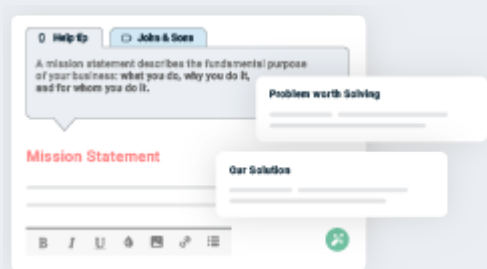 Help tip
John & Sons
A mission statement describes the fundamental purpose
of your business: what you do, why you do it,
and for whom you do it.
Problem worth Solving
Mission Statement
Our Solution
B I U